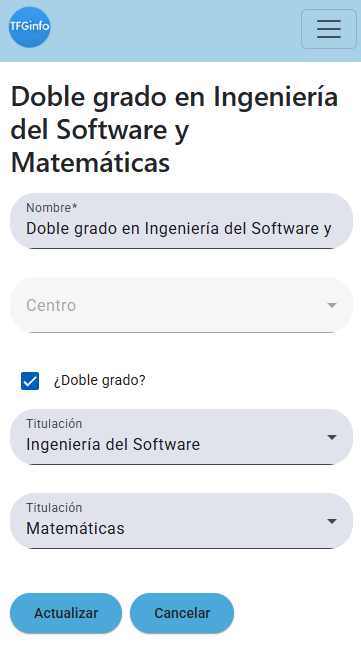 TFGinfo
Doble grado en Ingeniería
del Software y
Matemáticas
Nombre*
Doble grado en Ingeniería del Software y
Centro
¿Doble grado?
Titulación
Ingeniería del Software
Titulación
Matemáticas
Actualizar Cancelar